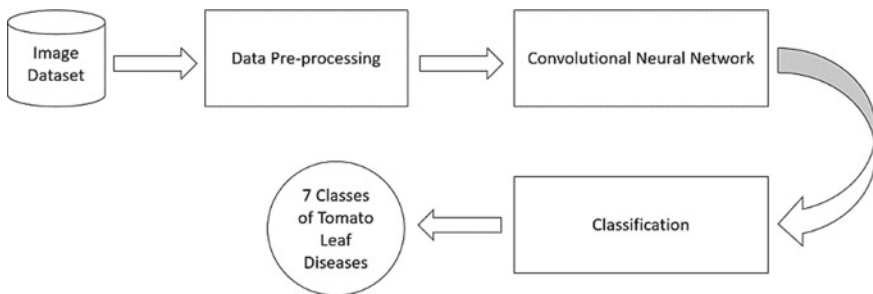 Image
Dataset
Data Pre-processing
Convolutional Neural Network
7 Classes
of Tomato
Leaf
Diseases
Classification